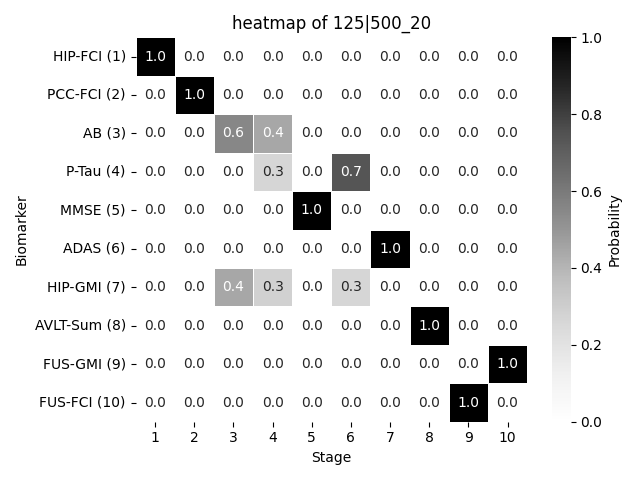 heatmap of 125|500_20
HIP-FCI (1) 1.0 0.0 0.0 0.0 0.0 0.0 0.0 0.0 0.0 0.0
PCC-FCI (2) 0.0 1.0 0.0 0.0 0.0 0.0 0.0 0.0 0.0 0.0
AB (3) 0.0 0.0 0.6 0.4 0.0 0.0 0.0 0.0 0.0 0.0
P-Tau (4) 0.0 0.0 0.0 0.3 0.0 0.7 0.0 0.0 0.0 0.0
MMSE (5) 0.0 0.0 0.0 0.0 1.0 0.0 0.0 0.0 0.0 0.0
ADAS (6) 0.0 0.0 0.0 0.0 0.0 0.0 1.0 0.0 0.0 0.0
HIP-GMI (7) 0.0 0.0 0.4 0.3 0.0 0.3 0.0 0.0 0.0 0.0
AVLT-Sum (8) 0.0 0.0 0.0 0.0 0.0 0.0 0.0 1.0 0.0 0.0
FUS-GMI (9) 0.0 0.0 0.0 0.0 0.0 0.0 0.0 0.0 0.0 1.0
FUS-FCI (10) 0.0 0.0 0.0 0.0 0.0 0.0 0.0 0.0 1.0 0.0
1 2 3 4 5 6 7 8 9 10
Stage
Biomarker
1.0
0.8
0.6
0.4
0.2
0.0
Probability